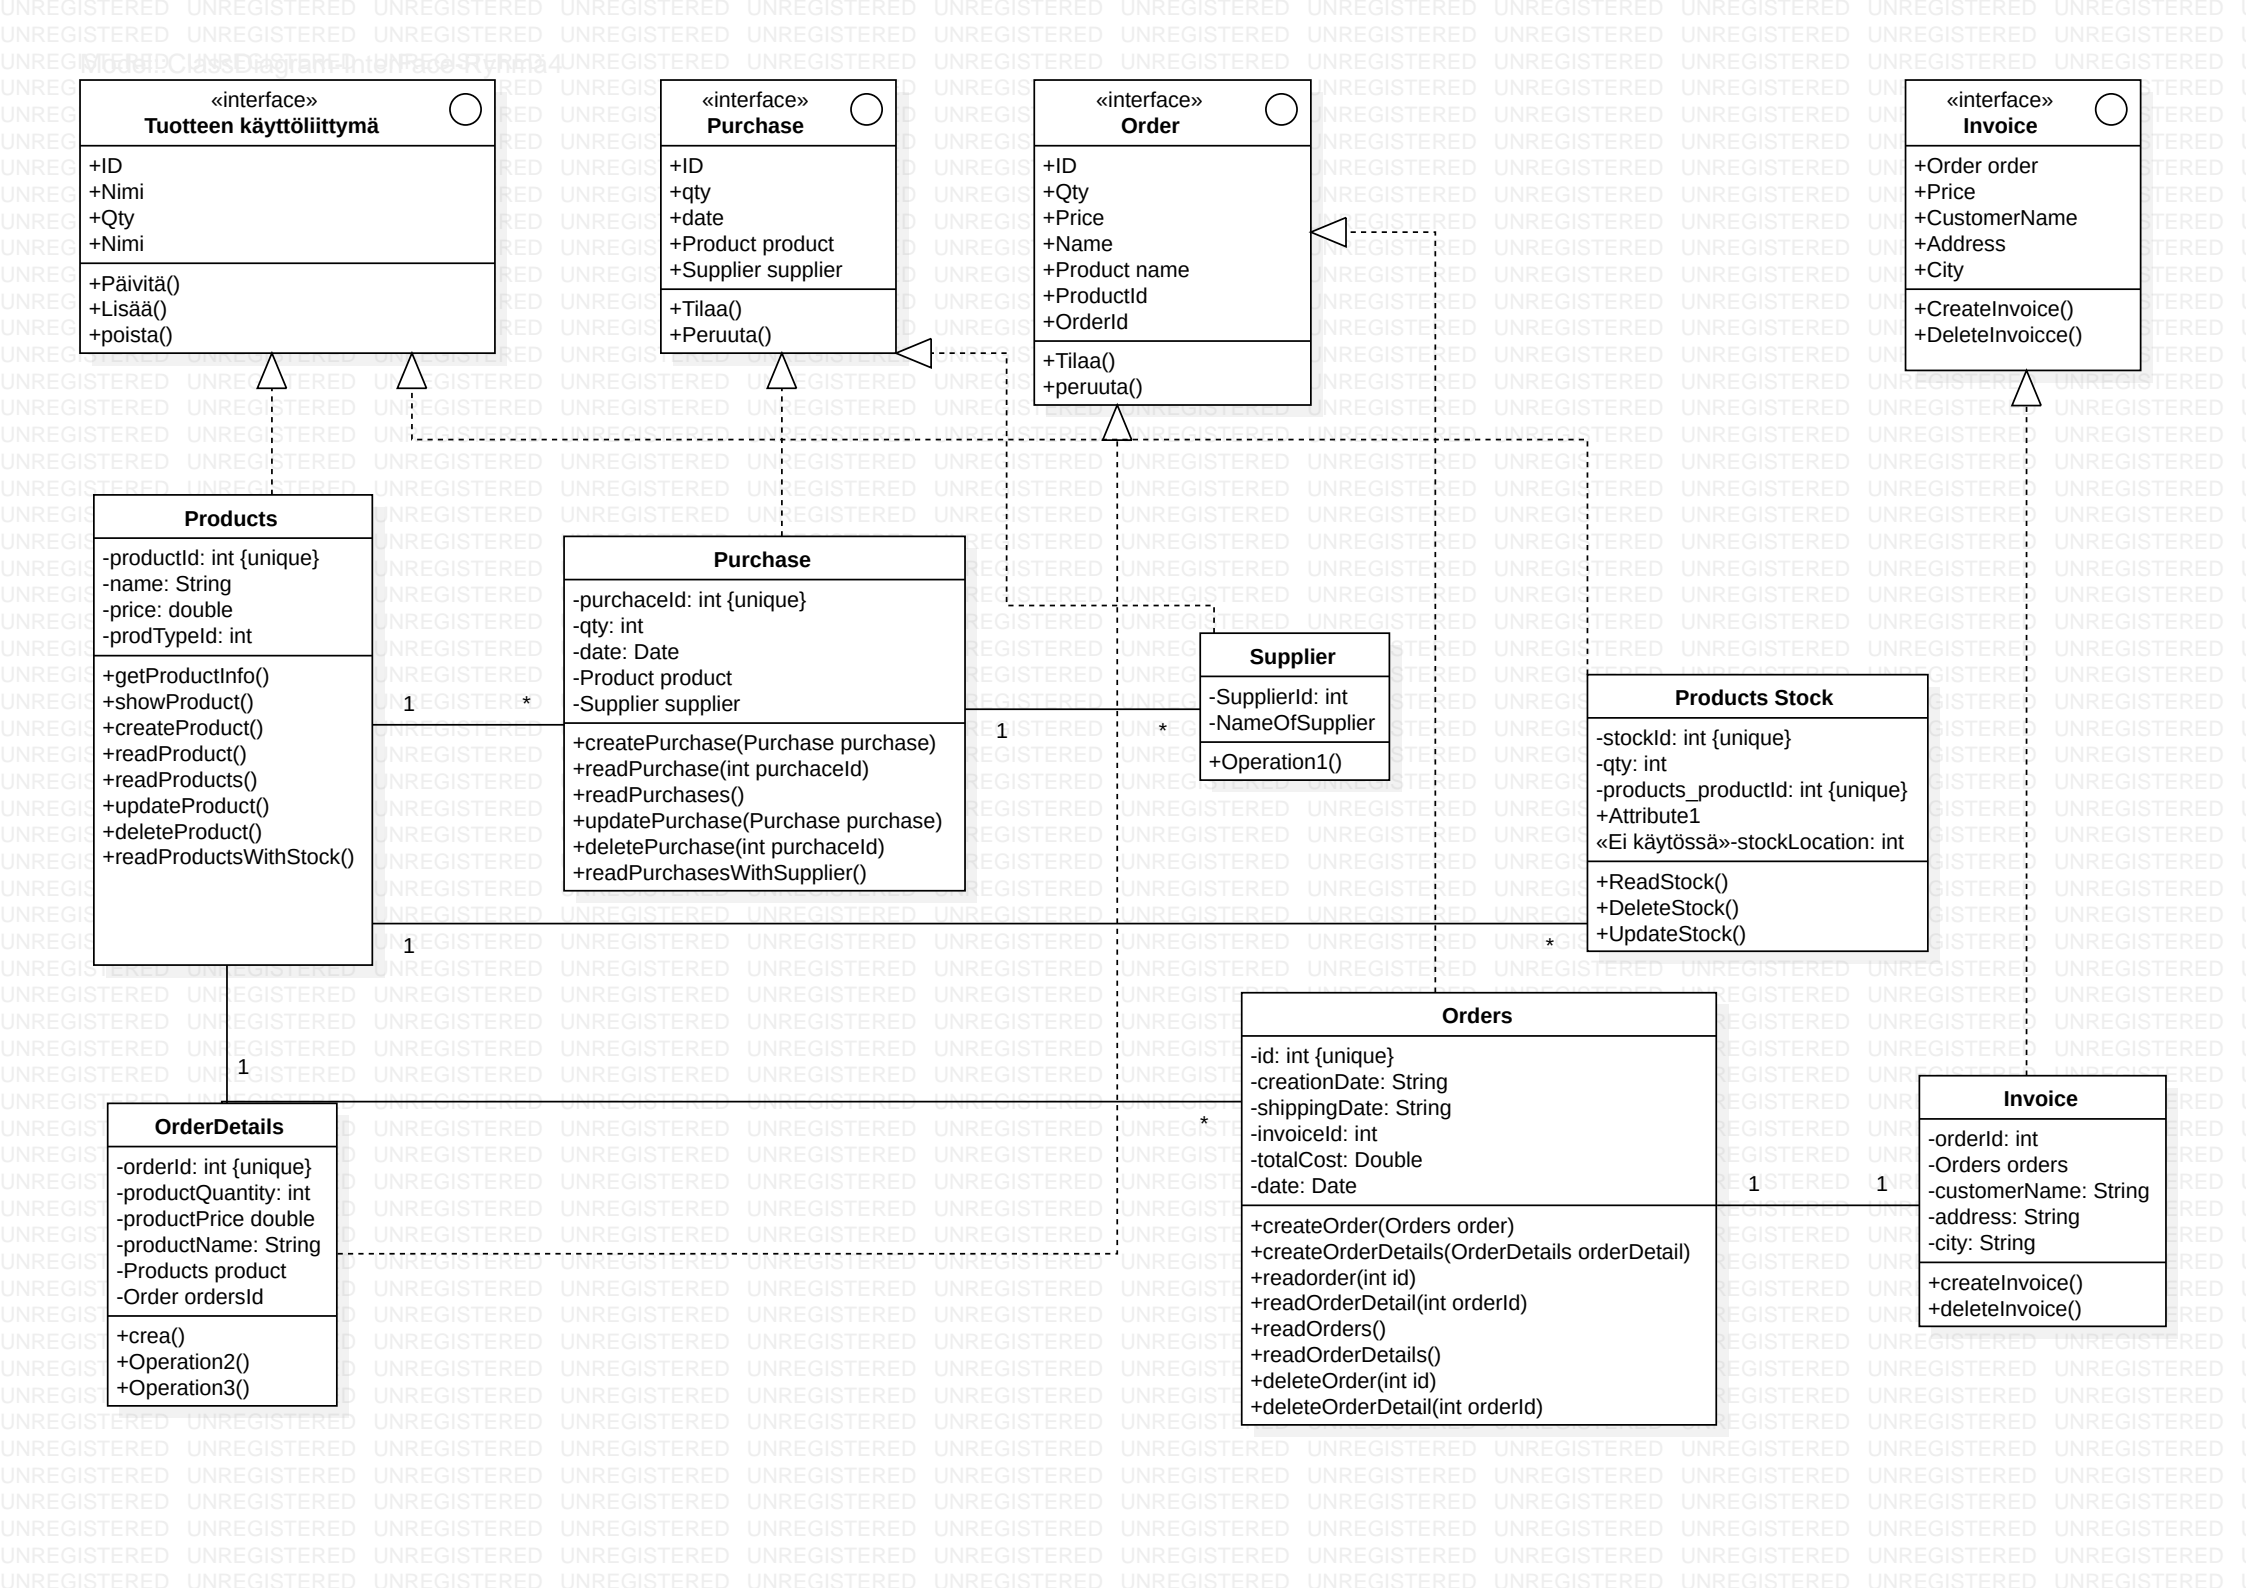 Model::ClassDiagram-InterFace-Ryhmä4
«interface»
Tuotteen käyttöliittymä
+ID
+Nimi
+Qty
+Nimi
+Päivitä()
+Lisää()
+poista()
«interface»
Purchase
+ID
+qty
+date
+Product product
+Supplier supplier
+Tilaa()
+Peruuta()
«interface»
Order
+ID
+Qty
+Price
+Name
+Product name
+ProductId
+OrderId
+Tilaa()
+peruuta()
«interface»
Invoice
+Order order
+Price
+CustomerName
+Address
+City
+CreateInvoice()
+DeleteInvoicce()
Products
-productId: int {unique}
-name: String
-price: double
-prodTypeId: int
+getProductInfo()
+showProduct()
+createProduct()
+readProduct()
+readProducts()
+updateProduct()
+deleteProduct()
+readProductsWithStock()
1
*
Purchase
-purchaceId: int {unique}
-qty: int
-date: Date
-Product product
-Supplier supplier
+createPurchase(Purchase purchase)
+readPurchase(int purchaceId)
+readPurchases()
+updatePurchase(Purchase purchase)
+deletePurchase(int purchaceId)
+readPurchasesWithSupplier()
1
*
Supplier
-SupplierId: int
-NameOfSupplier
+Operation1()
Products Stock
-stockId: int {unique}
-qty: int
-products_productId: int {unique}
+Attribute1
«Ei käytössä»-stockLocation: int
+ReadStock()
+DeleteStock()
+UpdateStock()
1
*
1
*
OrderDetails
-orderId: int {unique}
-productQuantity: int
-productPrice double
-productName: String
-Products product
-Order ordersId
+crea()
+Operation2()
+Operation3()
Orders
-id: int {unique}
-creationDate: String
-shippingDate: String
-invoiceId: int
-totalCost: Double
-date: Date
+createOrder(Orders order)
+createOrderDetails(OrderDetails orderDetail)
+readorder(int id)
+readOrderDetail(int orderId)
+readOrders()
+readOrderDetails()
+deleteOrder(int id)
+deleteOrderDetail(int orderId)
1
1
Invoice
-orderId: int
-Orders orders
-customerName: String
-address: String
-city: String
+createInvoice()
+deleteInvoice()
UNREGISTERED